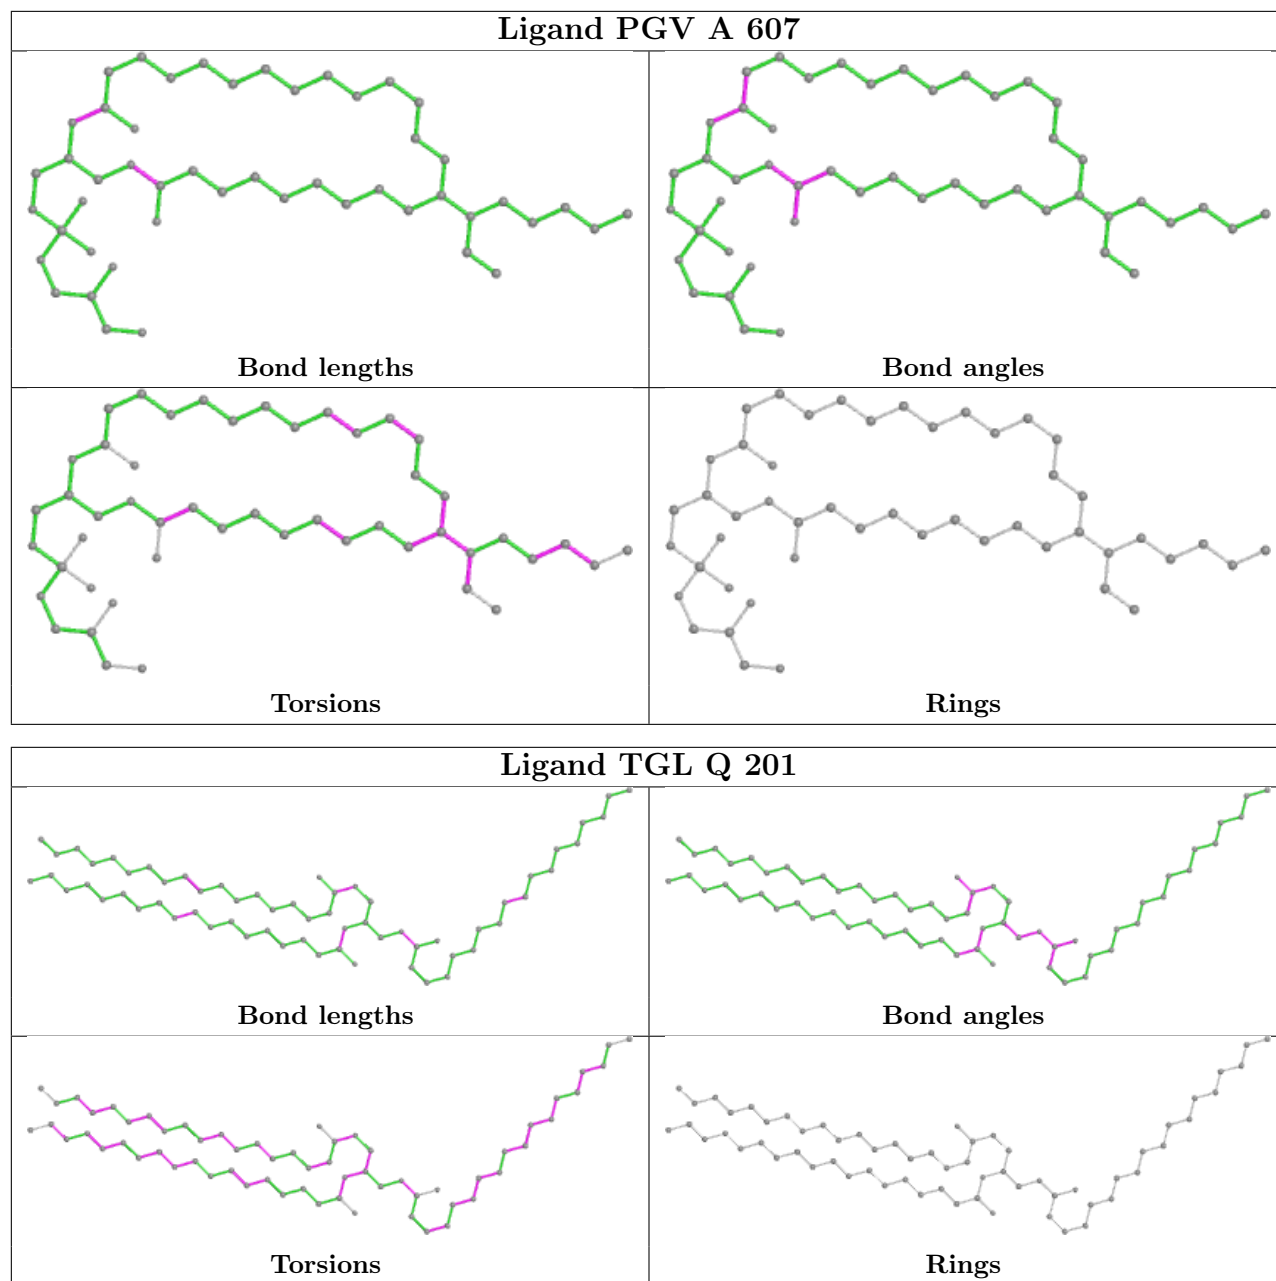 Ligand PGV A 607
Bond lengths
Bond angles
Torsions
Rings
Ligand TGL Q 201
Bond lengths
Bond angles
Torsions
Rings